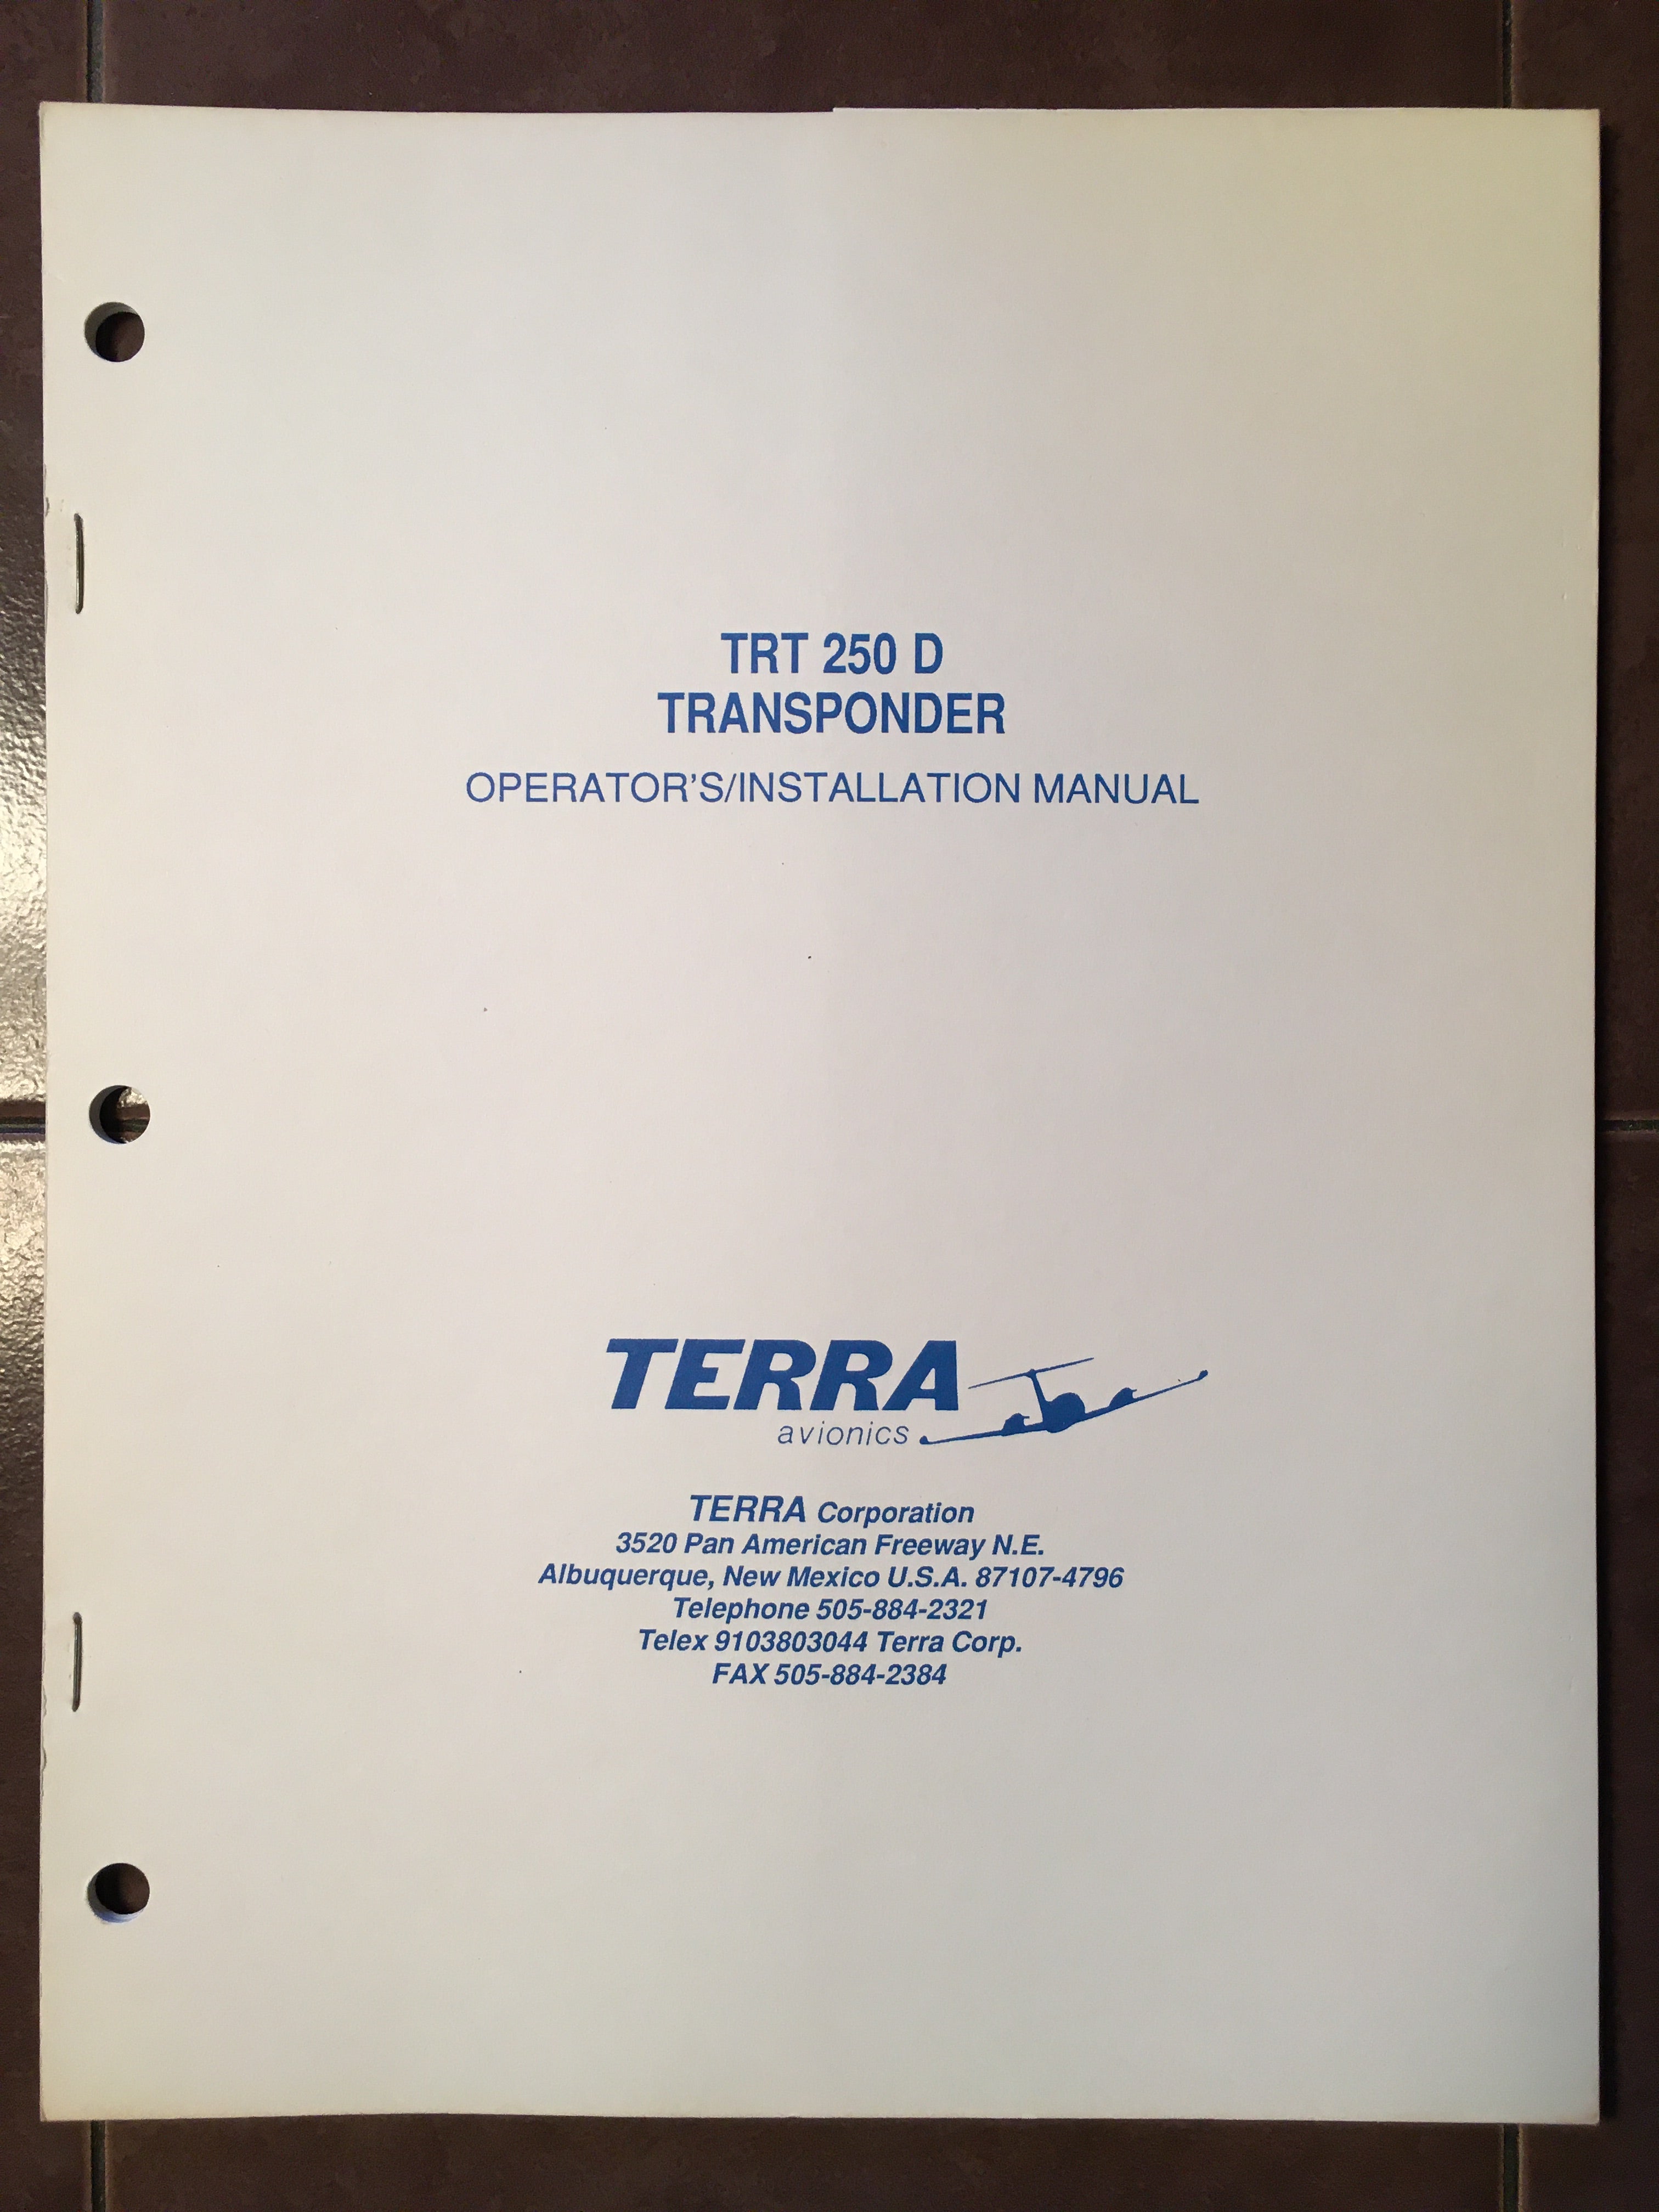 TRT 250 D
TRANSPONDER
OPERATOR'S/INSTALLATION MANUAL
TERRA
avionics
TERRA Corporation
3520 Pan American Freeway N.E.
Albuquerque, New Mexico U.S.A. 87107-4796
Telephone 505-884-2321
Telex 9103803044 Terra Corp.
FAX 505-884-2384